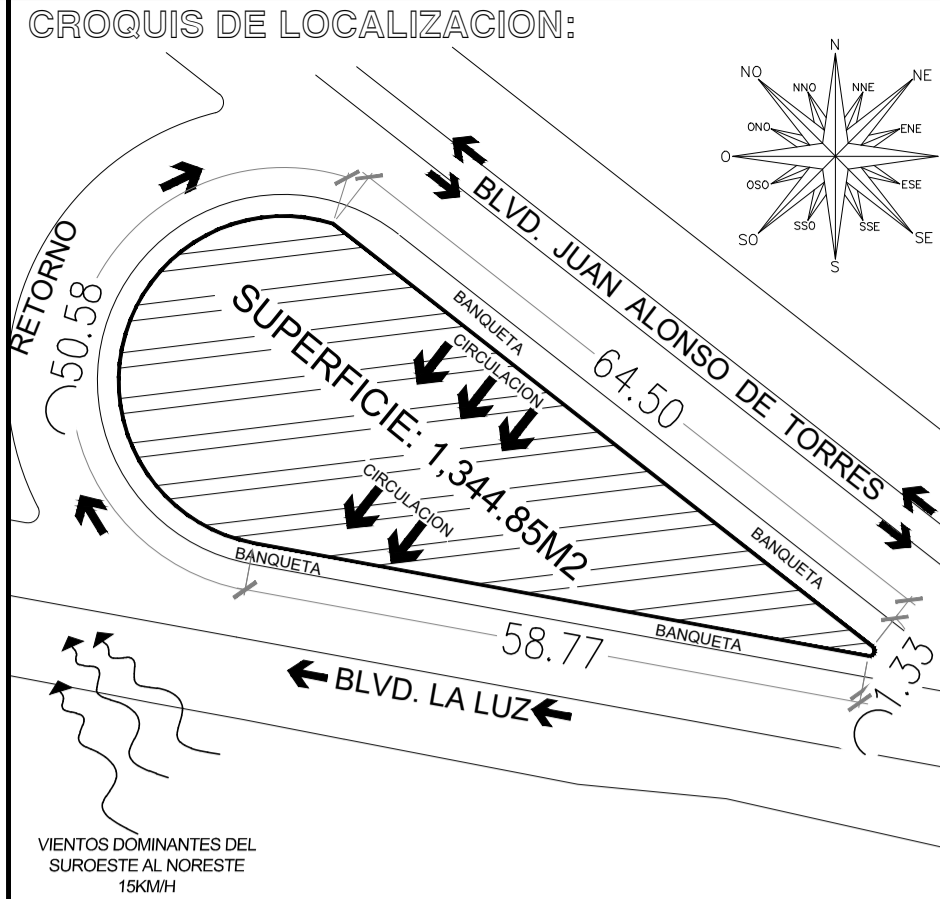 CROQUIS DE LOCALIZACION:
N
NNO
NNE
NO
NE
ONO
ENE
O
OSO
ESE
SSO
SSE
SO
SE
S
BLVD. JUAN ALONSO DE TORRES
RETORNO
50.58
BANQUETA
CIRCULACION
64.50
SUPERFICIE: 1,344.85M2
CIRCULACION
BANQUETA
BANQUETA
BANQUETA
58.77
1.33
BLVD. LA LUZ
VIENTOS DOMINANTES DEL
SUROESTE AL NORESTE
15KM/H